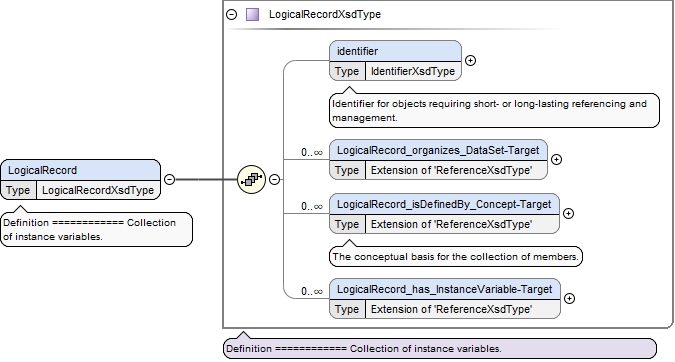 LogicalRecordXsdType
identifier
Type IdentifierXsdType
Identifier for objects requiring short- or long-lasting referencing and
management.
0..∞
LogicalRecord_organizes_DataSet-Target
Type Extension of 'ReferenceXsdType'
LogicalRecord
Type LogicalRecordXsdType
Definition ============ Collection
of instance variables.
0..∞
LogicalRecord_isDefinedBy_Concept-Target
Type Extension of 'ReferenceXsdType'
The conceptual basis for the collection of members.
0..∞
LogicalRecord_has_InstanceVariable-Target
Type Extension of 'ReferenceXsdType'
Definition ============ Collection of instance variables.